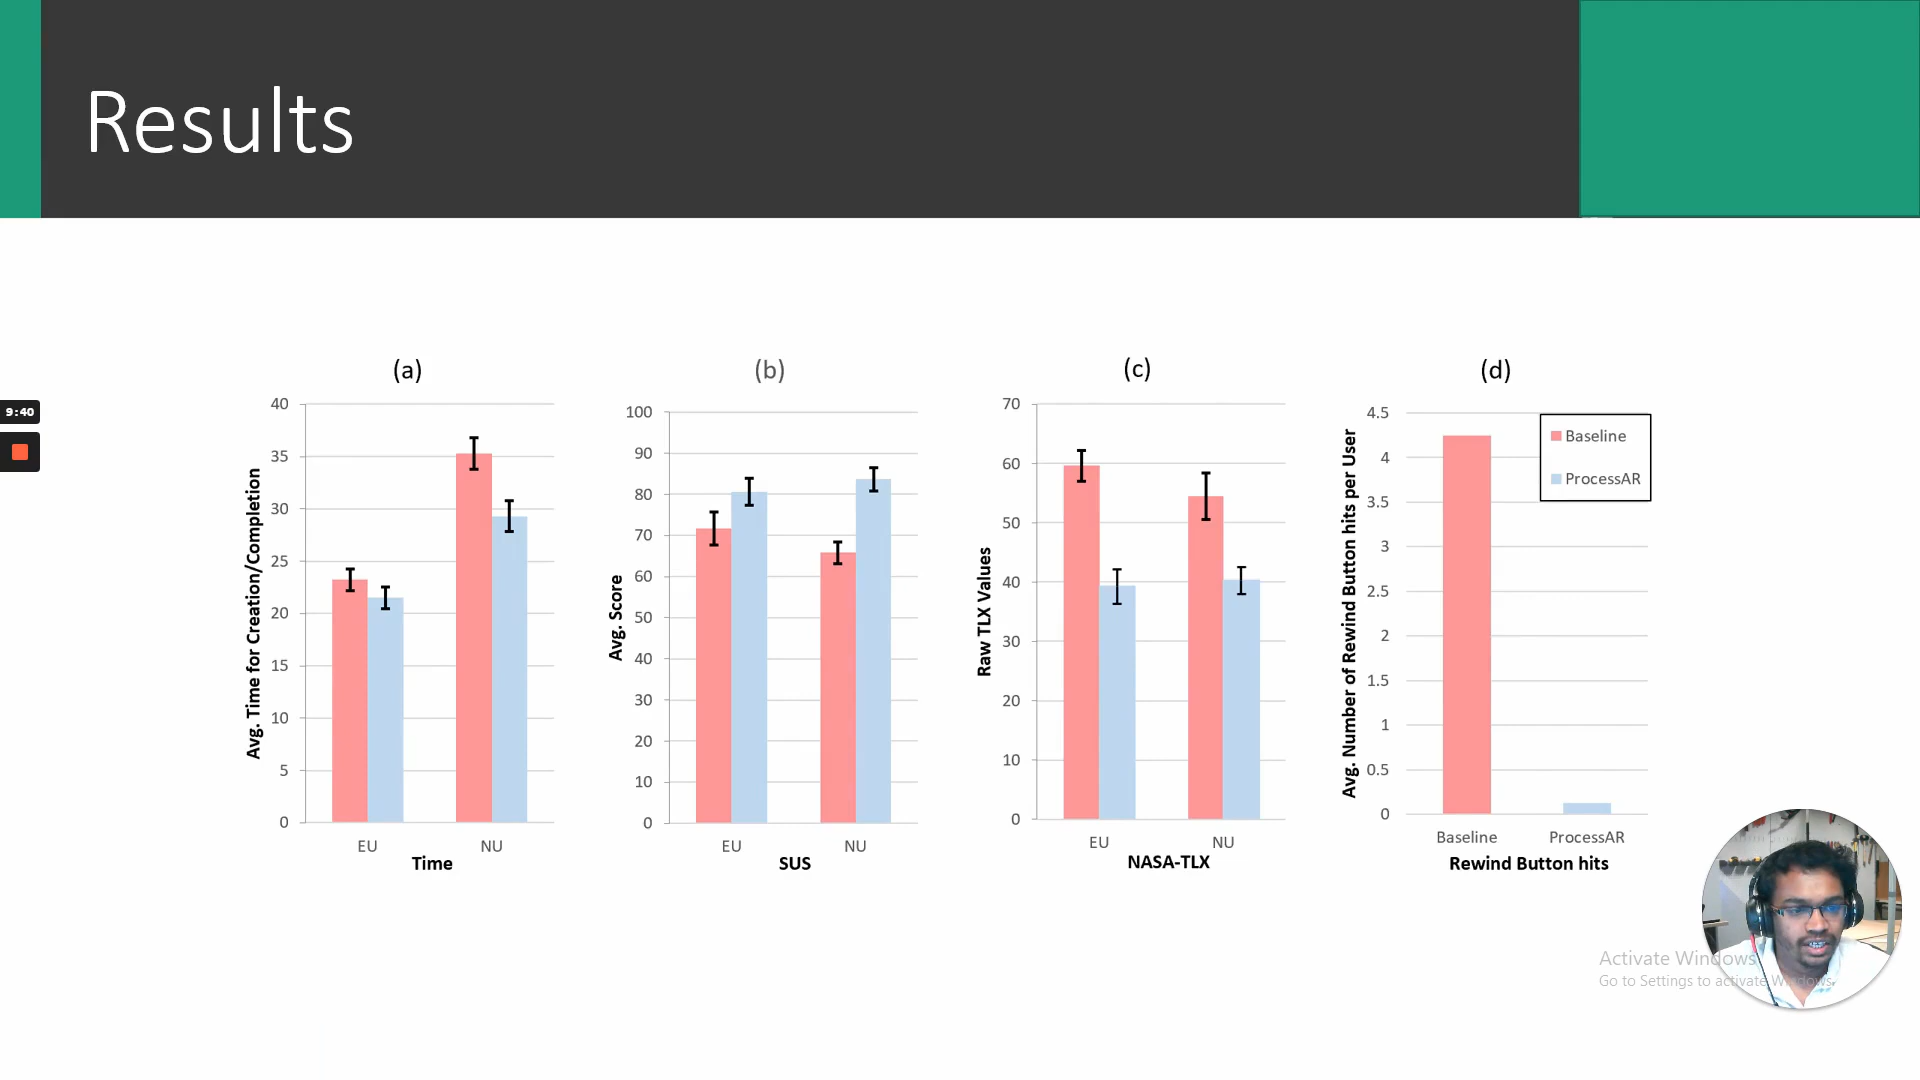 Results
9:40
(a)
40
35
30
25
20
15
10
5
0
Avg. Time for Creation/Completion
EU
NU
Time
(b)
100
90
80
70
60
50
40
30
20
10
0
Avg. Score
EU
NU
SUS
(c)
70
60
50
40
30
20
10
0
Raw TLX Values
EU
NU
NASA-TLX
(d)
4.5
4
3.5
3
2.5
2
1.5
1
0.5
0
Avg. Number of Rewind Button hits per User
Baseline
ProcessAR
Baseline
ProcessAR
Rewind Button hits
Activate Windows
Go to Settings to activate Windows.